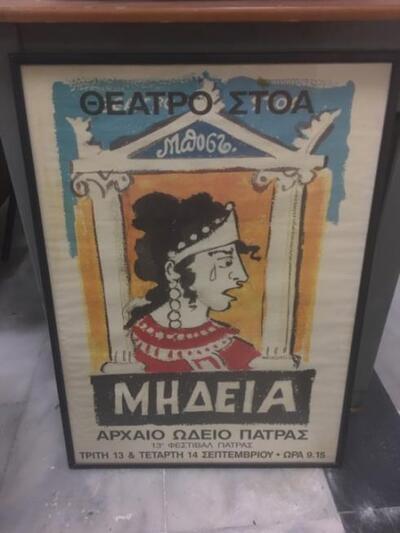 ΘΕΑΤΡΟ ΣΤΟΑ
ΜΗΔΕΙΑ
ΑΡΧΑΙΟ ΩΔΕΙΟ ΠΑΤΡΑΣ
13ο ΦΕΣΤΙΒΑΛ ΠΑΤΡΑΣ
ΤΡΙΤΗ 13 & ΤΕΤΑΡΤΗ 14 ΣΕΠΤΕΜΒΡΙΟΥ • ΩΡΑ 9.15